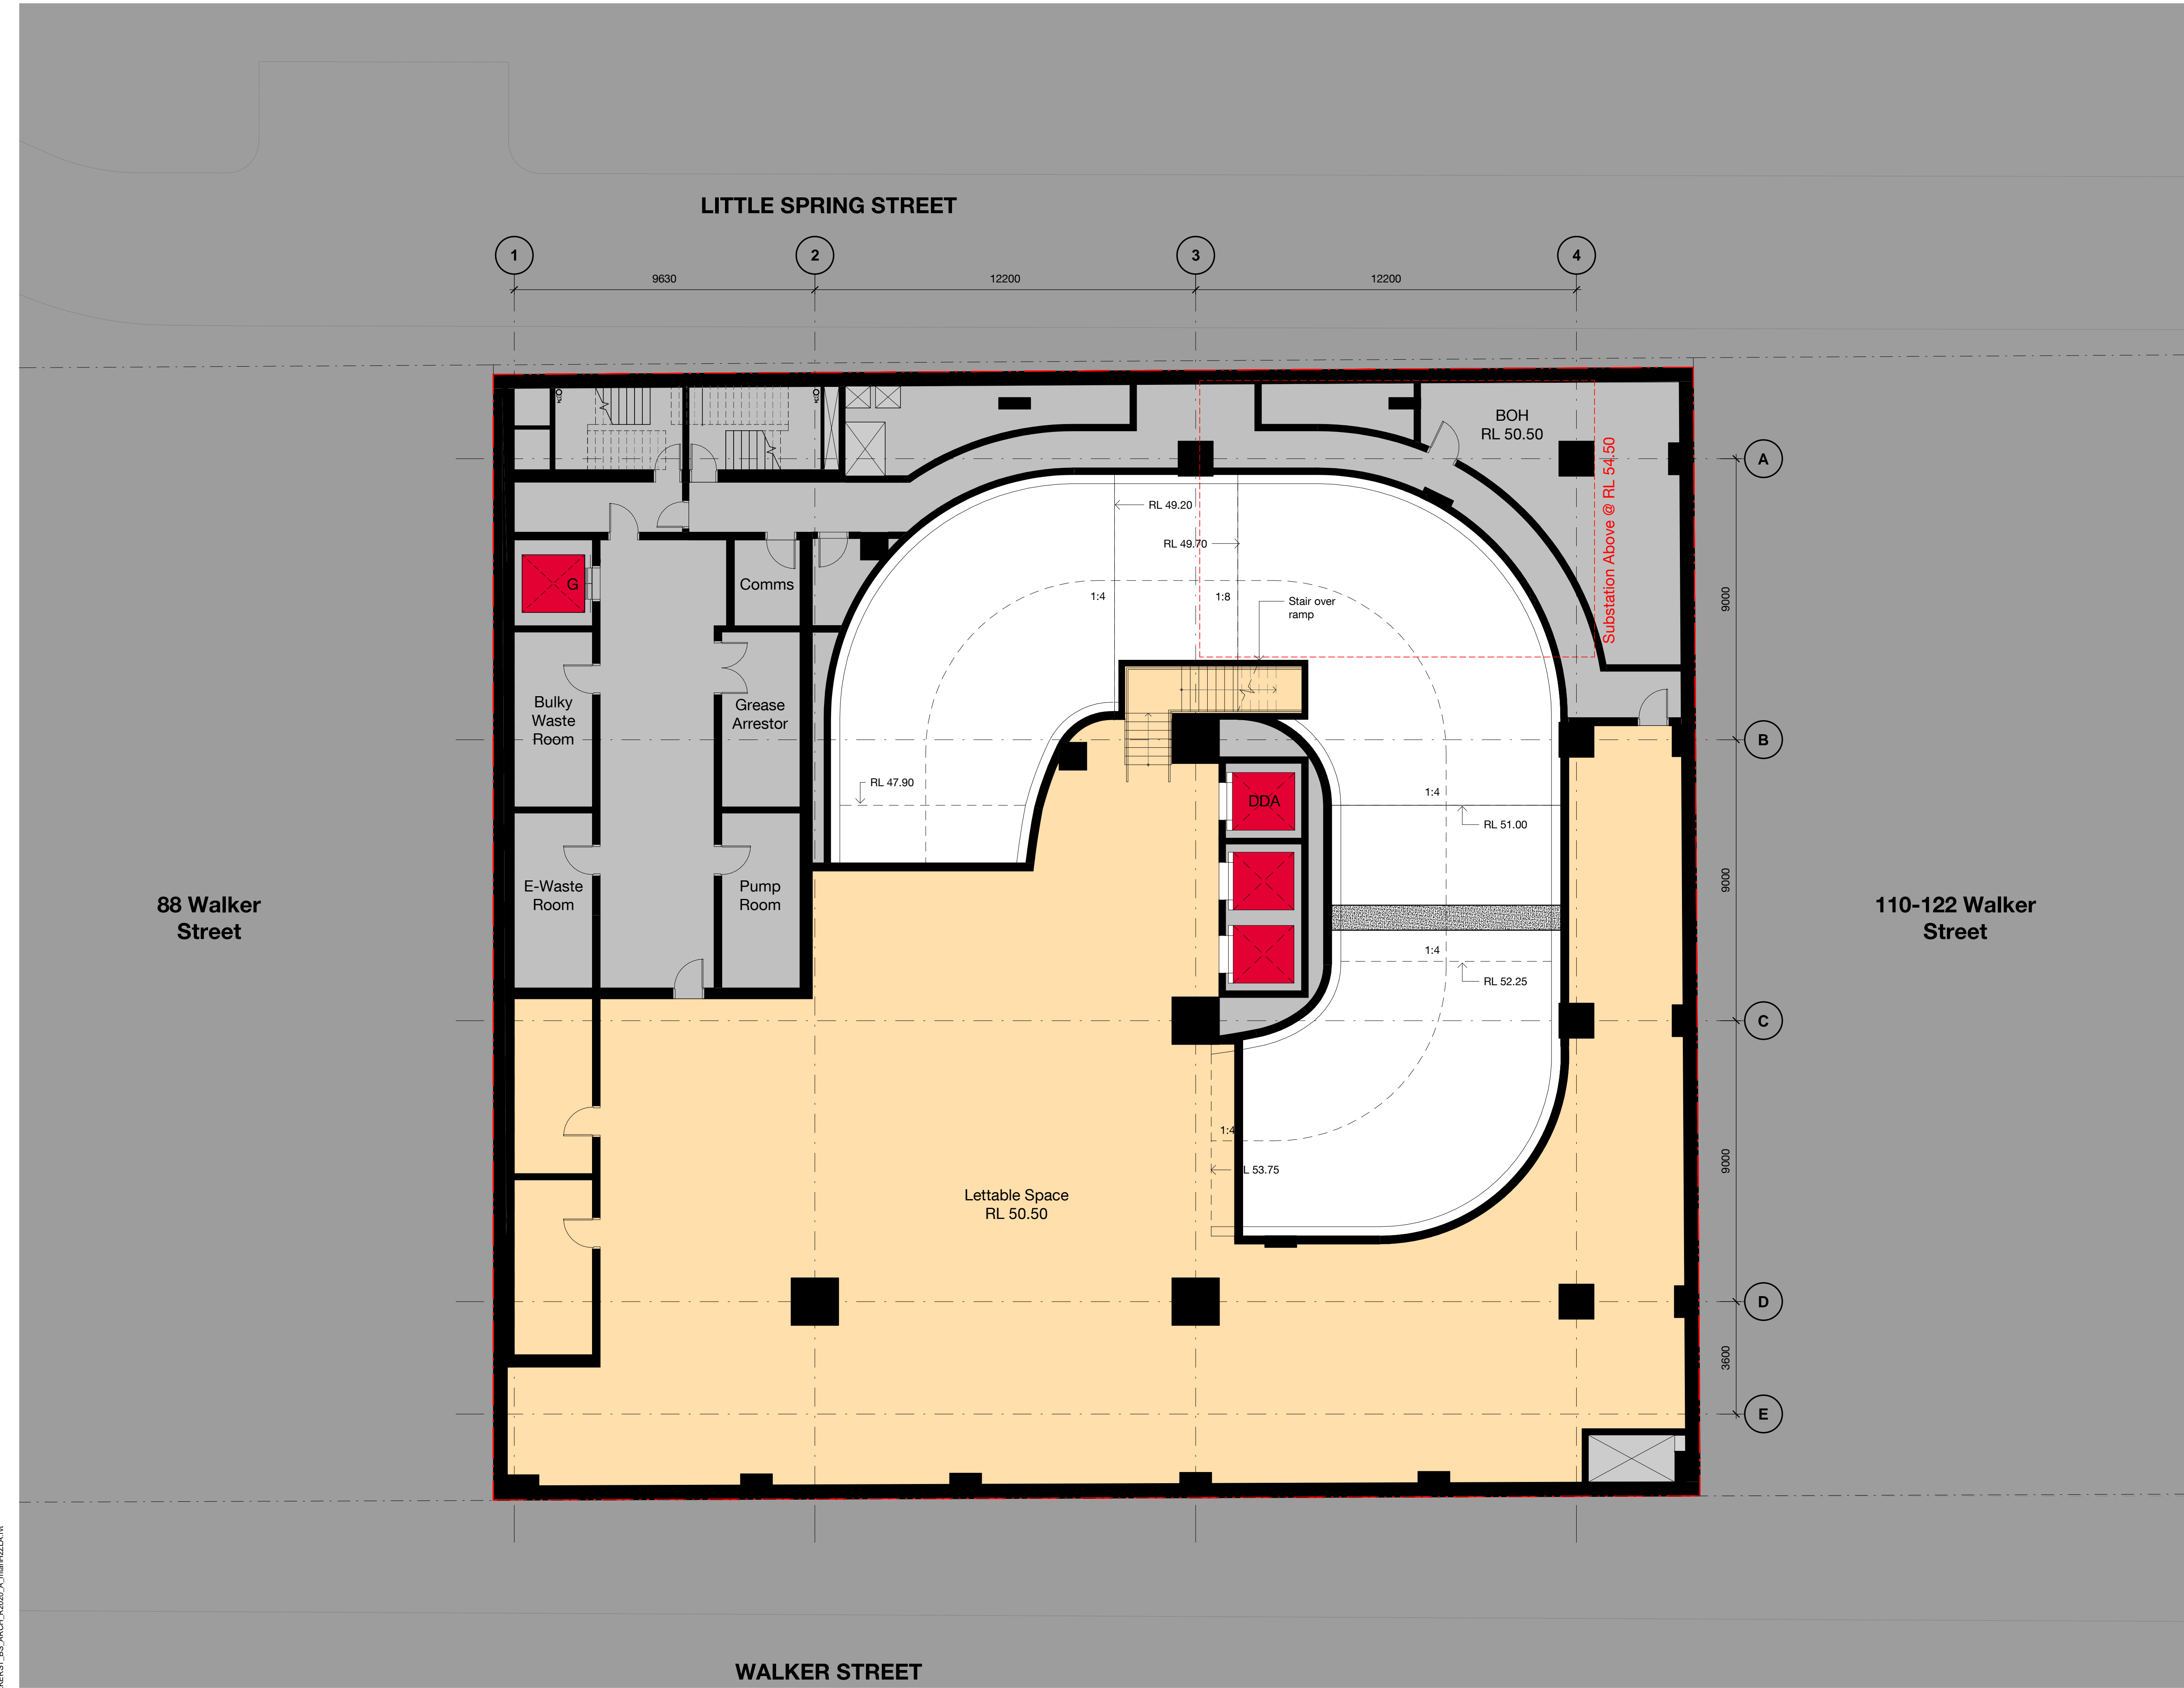 LITTLE SPRING STREET
1
2
3
4
9630
12200
12200
BOH
RL 50.50
A
Substation Above @ RL 54.50
RL 49.20
RL 49.70
G
Comms
1:4
1:8
Stair over
ramp
9000
Bulky
Waste
Room
Grease
Arrestor
B
RL 47.90
DDA
1:4
RL 51.00
88 Walker
Street
E-Waste
Room
Pump
Room
9000
110-122 Walker
Street
1:4
RL 52.25
C
1:4
L 53.75
9000
Lettable Space
RL 50.50
D
3600
E
WALKER STREET